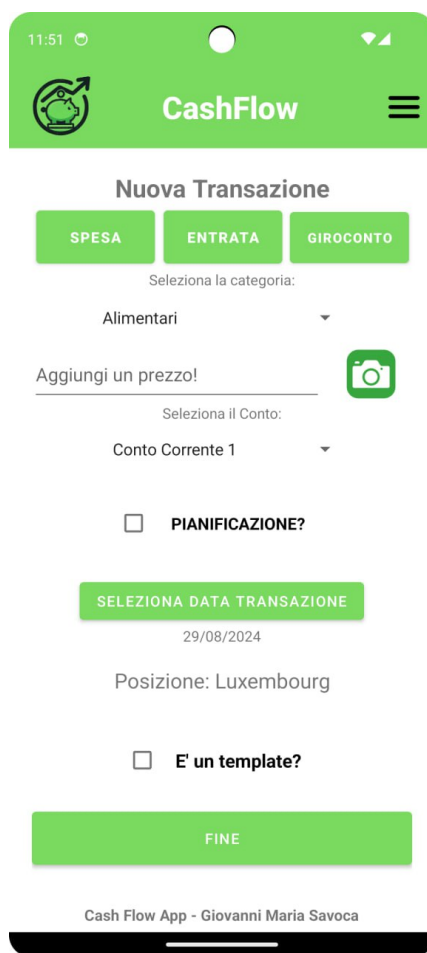 11:51
CashFlow
Nuova Transazione
SPESA ENTRATA GIROCONTO
Seleziona la categoria:
Alimentari
Aggiungi un prezzo!
Seleziona il Conto:
Conto Corrente 1
PIANIFICAZIONE?
SELEZIONA DATA TRANSAZIONE
29/08/2024
Posizione: Luxembourg
E' un template?
FINE
Cash Flow App - Giovanni Maria Savoca